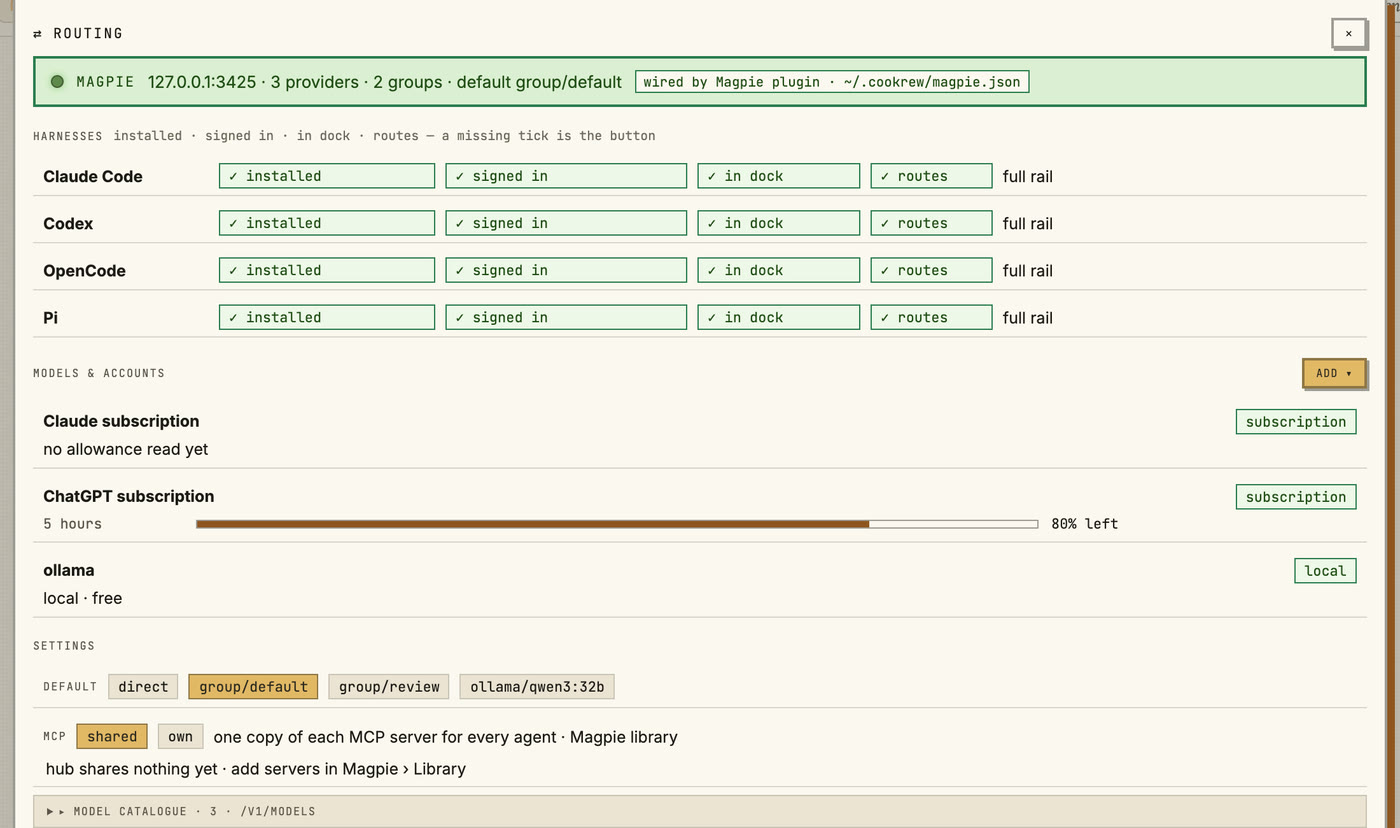 ⇄ ROUTING
×
MAGPIE 127.0.0.1:3425 · 3 providers · 2 groups · default group/default wired by Magpie plugin · ~/.cookrew/magpie.json
HARNESSES installed · signed in · in dock · routes — a missing tick is the button
Claude Code ✓ installed ✓ signed in ✓ in dock ✓ routes full rail
Codex ✓ installed ✓ signed in ✓ in dock ✓ routes full rail
OpenCode ✓ installed ✓ signed in ✓ in dock ✓ routes full rail
Pi ✓ installed ✓ signed in ✓ in dock ✓ routes full rail
MODELS & ACCOUNTS ADD ▾
Claude subscription subscription
no allowance read yet
ChatGPT subscription subscription
5 hours 80% left
ollama local
local · free
SETTINGS
DEFAULT direct group/default group/review ollama/qwen3:32b
MCP shared own one copy of each MCP server for every agent · Magpie library
hub shares nothing yet · add servers in Magpie › Library
▶ ▸ MODEL CATALOGUE · 3 · /V1/MODELS